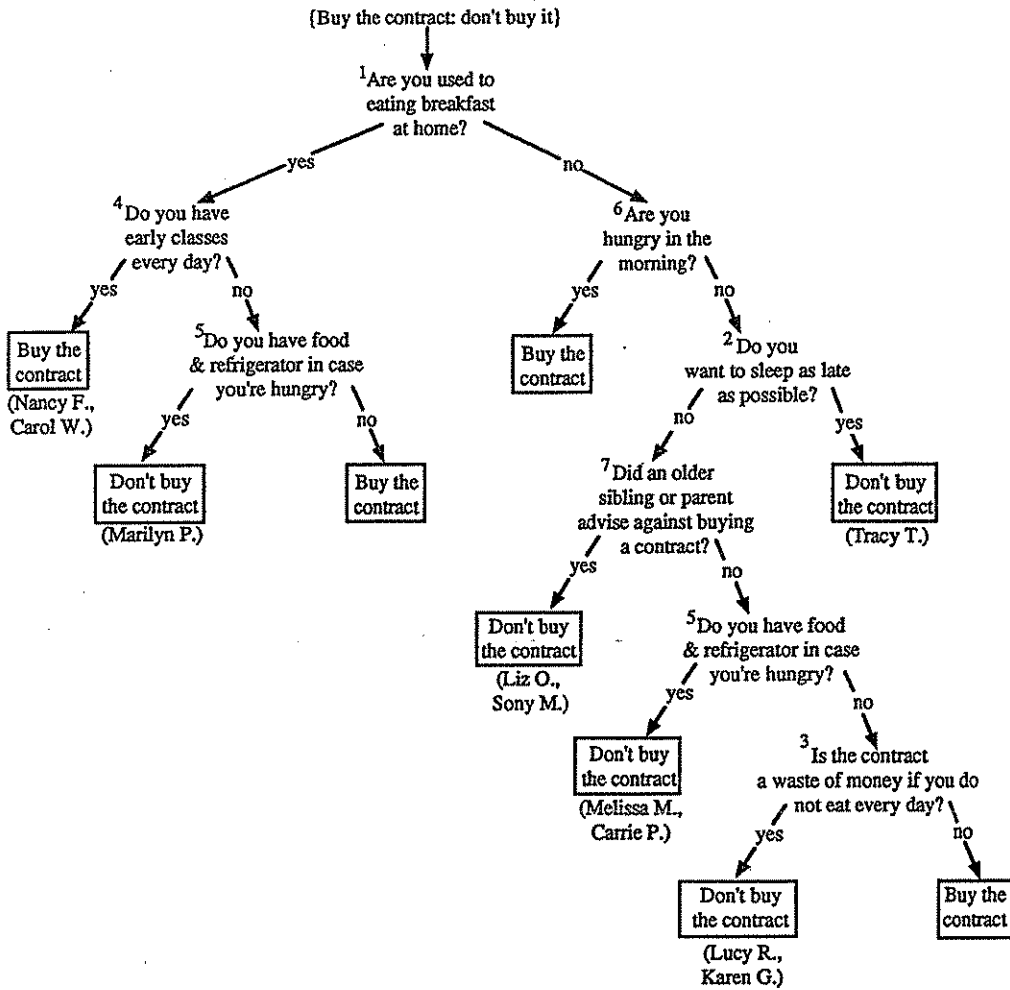 {Buy the contract: don't buy it}
1Are you used to
eating breakfast
at home?
yes
no
4Do you have
early classes
every day?
6Are you
hungry in the
morning?
yes
no
yes
no
Buy the
contract
(Nancy F.,
Carol W.)
5Do you have food
& refrigerator in case
you're hungry?
Buy the
contract
2Do you
want to sleep as late
as possible?
yes
no
no
yes
Don't buy
the contract
(Marilyn P.)
Buy the
contract
7Did an older
sibling or parent
advise against buying
a contract?
Don't buy
the contract
(Tracy T.)
yes
no
Don't buy
the contract
(Liz O.,
Sony M.)
5Do you have food
& refrigerator in case
you're hungry?
yes
no
Don't buy
the contract
(Melissa M.,
Carrie P.)
3Is the contract
a waste of money if you do
not eat every day?
yes
no
Don't buy
the contract
(Lucy R.,
Karen G.)
Buy the
contract